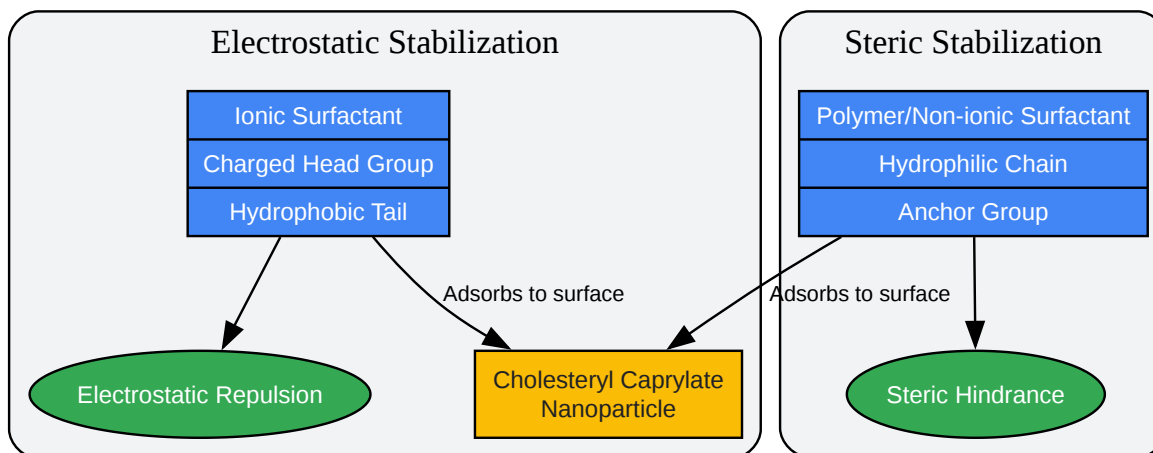 Electrostatic Stabilization
Steric Stabilization
Ionic Surfactant
Charged Head Group
Hydrophobic Tail
Polymer/Non-ionic Surfactant
Hydrophilic Chain
Anchor Group
Adsorbs to surface
Adsorbs to surface
Electrostatic Repulsion
Cholesteryl Caprylate
Nanoparticle
Steric Hindrance